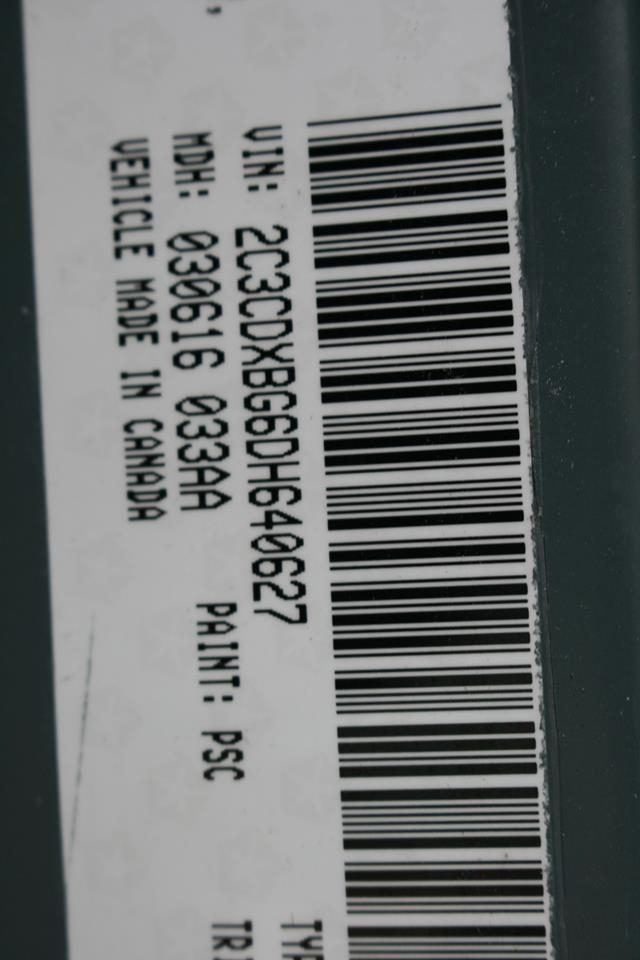 VIN: 2C3CDXBG6DH640627
MDH: 030616 033AA PAINT: PSC
VEHICLE MADE IN CANADA